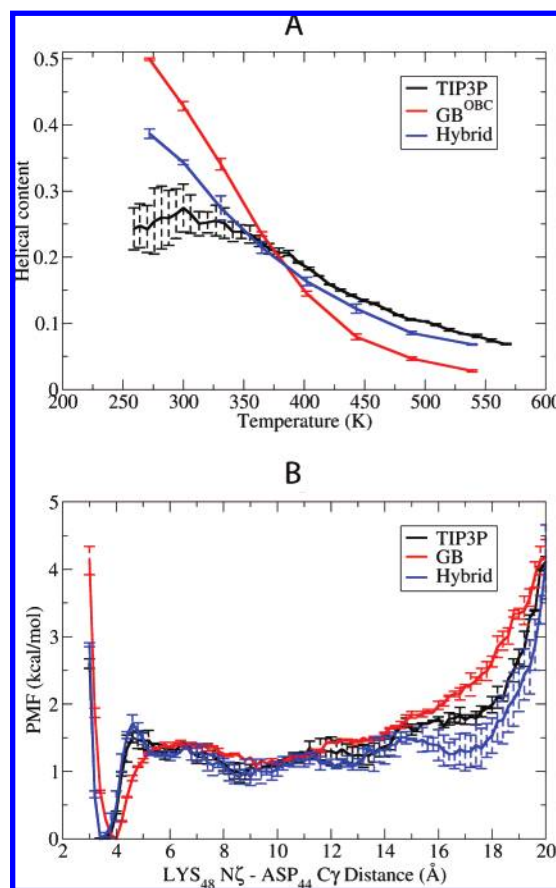 A
0.5
0.4
0.3
0.2
0.1
0
Helical content
TIP3P
GB^OBC
Hybrid
200 250 300 350 400 450 500 550 600
Temperature (K)
B
5
4
3
2
1
0
PMF (kcal/mol)
TIP3P
GB
Hybrid
2 4 6 8 10 12 14 16 18 20
LYS₄₈ Nζ - ASP₄₄ Cγ Distance (Å)